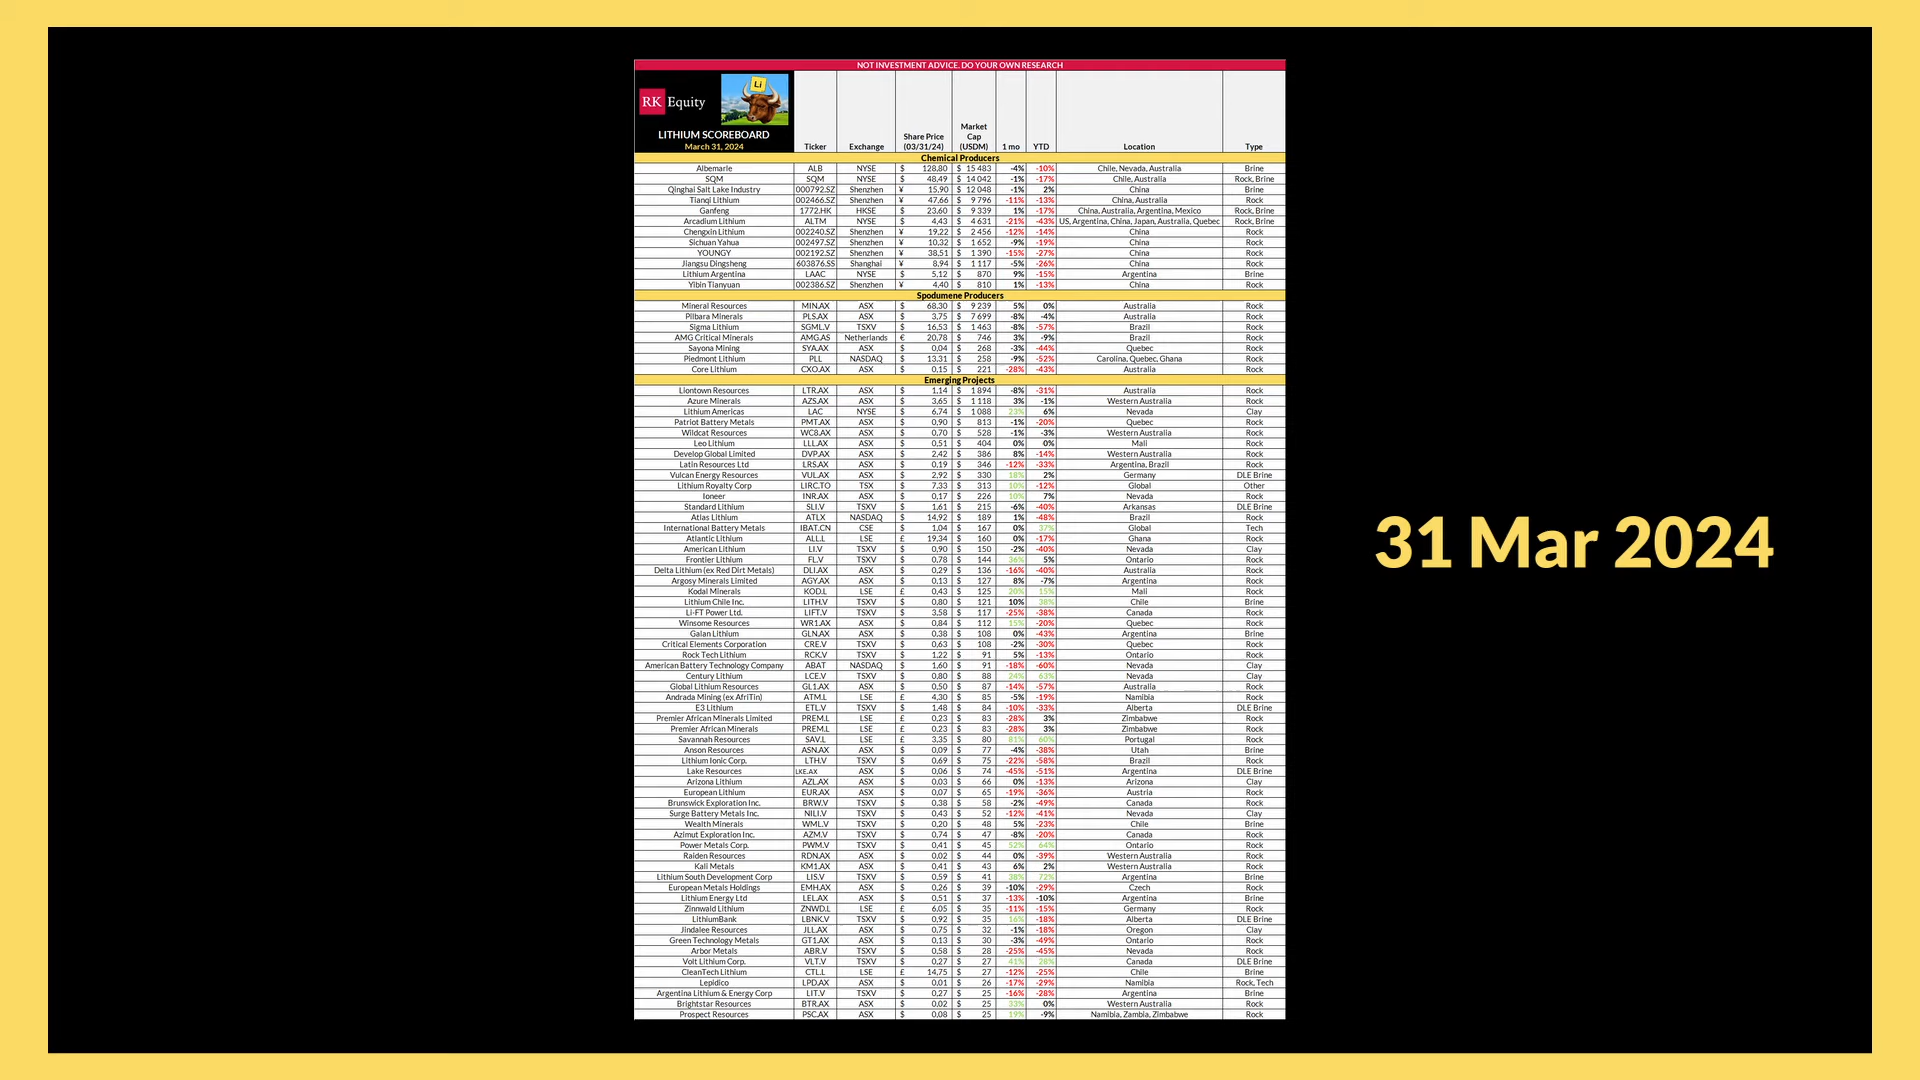 NOT INVESTMENT ADVICE. DO YOUR OWN RESEARCH
Li
RK Equity
LITHIUM SCOREBOARD
March 31, 2024
Ticker Exchange Share Price (03/31/24) Market Cap (USDM) 1 mo YTD Location Type
Chemical Producers
Albemarle ALB NYSE $ 128,80 $ 15 483 -4% -10% Chile, Nevada, Australia Brine
SQM SQM NYSE $ 48,49 $ 14 042 -1% -17% Chile, Australia Rock, Brine
Qinghai Salt Lake Industry 000792.SZ Shenzhen ¥ 15,90 $ 12 048 -1% 2% China Brine
Tianqi Lithium 002466.SZ Shenzhen ¥ 47,66 $ 9 796 -11% -13% China, Australia Rock
Ganfeng 1772.HK HKSE $ 23,60 $ 9 339 1% -17% China, Australia, Argentina, Mexico Rock, Brine
Arcadium Lithium ALTM NYSE $ 4,43 $ 4 631 -21% -43% US, Argentina, China, Japan, Australia, Quebec Rock, Brine
Chengxin Lithium 002240.SZ Shenzhen ¥ 19,22 $ 2 456 -12% -14% China Rock
Sichuan Yahua 002497.SZ Shenzhen ¥ 10,32 $ 1 652 -9% -19% China Rock
YOUNGY 002192.SZ Shenzhen ¥ 38,51 $ 1 390 -15% -27% China Rock
Jiangsu Dingsheng 603876.SS Shanghai ¥ 8,94 $ 1 117 -5% -26% China Rock
Lithium Argentina LAAC NYSE $ 5,12 $ 870 9% -15% Argentina Brine
Yibin Tianyuan 002386.SZ Shenzhen ¥ 4,40 $ 810 1% -13% China Rock
Spodumene Producers
Mineral Resources MIN.AX ASX $ 68,30 $ 9 239 5% 0% Australia Rock
Pilbara Minerals PLS.AX ASX $ 3,75 $ 7 699 -8% -4% Australia Rock
Sigma Lithium SGML.V TSXV $ 16,53 $ 1 463 -8% -57% Brazil Rock
AMG Critical Minerals AMG.AS Netherlands € 20,78 $ 746 3% -9% Brazil Rock
Sayona Mining SYA.AX ASX $ 0,04 $ 268 -3% -44% Quebec Rock
Piedmont Lithium PLL NASDAQ $ 13,31 $ 258 -9% -52% Carolina, Quebec, Ghana Rock
Core Lithium CXO.AX ASX $ 0,15 $ 221 -28% -43% Australia Rock
Emerging Projects
Liontown Resources LTR.AX ASX $ 1,14 $ 1 894 -8% -31% Australia Rock
Azure Minerals AZS.AX ASX $ 3,65 $ 1 118 3% -1% Western Australia Rock
Lithium Americas LAC NYSE $ 6,74 $ 1 088 23% 6% Nevada Clay
Patriot Battery Metals PMT.AX ASX $ 0,90 $ 813 -1% -20% Quebec Rock
Wildcat Resources WC8.AX ASX $ 0,70 $ 528 -1% -3% Western Australia Rock
Leo Lithium LLL.AX ASX $ 0,51 $ 404 0% 0% Mali Rock
Develop Global Limited DVP.AX ASX $ 2,42 $ 386 8% -14% Western Australia Rock
Latin Resources Ltd LRS.AX ASX $ 0,19 $ 346 -12% -33% Argentina, Brazil Rock
Vulcan Energy Resources VUL.AX ASX $ 2,92 $ 330 18% 2% Germany DLE Brine
Lithium Royalty Corp LIRC.TO TSX $ 7,33 $ 313 10% -12% Global Other
Ioneer INR.AX ASX $ 0,17 $ 226 10% 7% Nevada Rock
Standard Lithium SLI.V TSXV $ 1,61 $ 215 -6% -40% Arkansas DLE Brine
Atlas Lithium ATLX NASDAQ $ 14,92 $ 189 1% -48% Brazil Rock
International Battery Metals IBAT.CN CSE $ 1,04 $ 167 0% 37% Global Tech
Atlantic Lithium ALL.L LSE £ 19,34 $ 160 0% -17% Ghana Rock
American Lithium LI.V TSXV $ 0,90 $ 150 -2% -40% Nevada Clay
Frontier Lithium FL.V TSXV $ 0,78 $ 144 36% 5% Ontario Rock
Delta Lithium (ex Red Dirt Metals) DLI.AX ASX $ 0,29 $ 136 -16% -40% Australia Rock
Argosy Minerals Limited AGY.AX ASX $ 0,13 $ 127 8% -7% Argentina Rock
Kodal Minerals KOD.L LSE £ 0,43 $ 125 20% 15% Mali Rock
Lithium Chile Inc. LITH.V TSXV $ 0,80 $ 121 10% 38% Chile Brine
Li-FT Power Ltd. LIFT.V TSXV $ 3,58 $ 117 -25% -38% Canada Rock
Winsome Resources WR1.AX ASX $ 0,84 $ 112 15% -20% Quebec Rock
Galan Lithium GLN.AX ASX $ 0,38 $ 108 0% -43% Argentina Brine
Critical Elements Corporation CRE.V TSXV $ 0,63 $ 108 -2% -30% Quebec Rock
Rock Tech Lithium RCK.V TSXV $ 1,22 $ 91 5% -13% Ontario Rock
American Battery Technology Company ABAT NASDAQ $ 1,60 $ 91 -18% -60% Nevada Clay
Century Lithium LCE.V TSXV $ 0,80 $ 88 24% 63% Nevada Clay
Global Lithium Resources GL1.AX ASX $ 0,50 $ 87 -14% -57% Australia Rock
Andrada Mining (ex AfriTin) ATM.L LSE £ 4,30 $ 85 -5% -19% Namibia Rock
E3 Lithium ETL.V TSXV $ 1,48 $ 84 -10% -33% Alberta DLE Brine
Premier African Minerals Limited PREM.L LSE £ 0,23 $ 83 -28% 3% Zimbabwe Rock
Premier African Minerals PREM.L LSE £ 0,23 $ 83 -28% 3% Zimbabwe Rock
Savannah Resources SAV.L LSE £ 3,35 $ 80 81% 60% Portugal Rock
Anson Resources ASN.AX ASX $ 0,09 $ 77 -4% -38% Utah Brine
Lithium Ionic Corp. LTH.V TSXV $ 0,69 $ 75 -22% -58% Brazil Rock
Lake Resources LKE.AX ASX $ 0,06 $ 74 -45% -51% Argentina DLE Brine
Arizona Lithium AZL.AX ASX $ 0,03 $ 66 0% -13% Arizona Clay
European Lithium EUR.AX ASX $ 0,07 $ 65 -19% -36% Austria Rock
Brunswick Exploration Inc. BRW.V TSXV $ 0,38 $ 58 -2% -49% Canada Rock
Surge Battery Metals Inc. NILI.V TSXV $ 0,43 $ 52 -12% -41% Nevada Clay
Wealth Minerals WML.V TSXV $ 0,20 $ 48 5% -23% Chile Brine
Azimut Exploration Inc. AZM.V TSXV $ 0,74 $ 47 -8% -20% Canada Rock
Power Metals Corp. PWM.V TSXV $ 0,41 $ 45 52% 64% Ontario Rock
Raiden Resources RDN.AX ASX $ 0,02 $ 44 0% -39% Western Australia Rock
Kali Metals KM1.AX ASX $ 0,41 $ 43 6% 2% Western Australia Rock
Lithium South Development Corp LIS.V TSXV $ 0,59 $ 41 38% 72% Argentina Brine
European Metals Holdings EMH.AX ASX $ 0,26 $ 39 -10% -29% Czech Rock
Lithium Energy Ltd LEL.AX ASX $ 0,51 $ 37 -13% -10% Argentina Brine
Zinnwald Lithium ZNWD.L LSE £ 6,05 $ 35 -11% -15% Germany Rock
LithiumBank LBNK.V TSXV $ 0,92 $ 35 16% -18% Alberta DLE Brine
Jindalee Resources JLL.AX ASX $ 0,75 $ 32 -1% -18% Oregon Clay
Green Technology Metals GT1.AX ASX $ 0,13 $ 30 -3% -49% Ontario Rock
Arbor Metals ABR.V TSXV $ 0,58 $ 28 -25% -45% Nevada Rock
Volt Lithium Corp. VLT.V TSXV $ 0,27 $ 27 41% 28% Canada DLE Brine
CleanTech Lithium CTL.L LSE £ 14,75 $ 27 -12% -25% Chile Brine
Lepidico LPD.AX ASX $ 0,01 $ 26 -17% -29% Namibia Rock, Tech
Argentina Lithium & Energy Corp LIT.V TSXV $ 0,27 $ 25 -16% -28% Argentina Brine
Brightstar Resources BTR.AX ASX $ 0,02 $ 25 33% 0% Western Australia Rock
Prospect Resources PSC.AX ASX $ 0,08 $ 25 19% -9% Namibia, Zambia, Zimbabwe Rock
31 Mar 2024